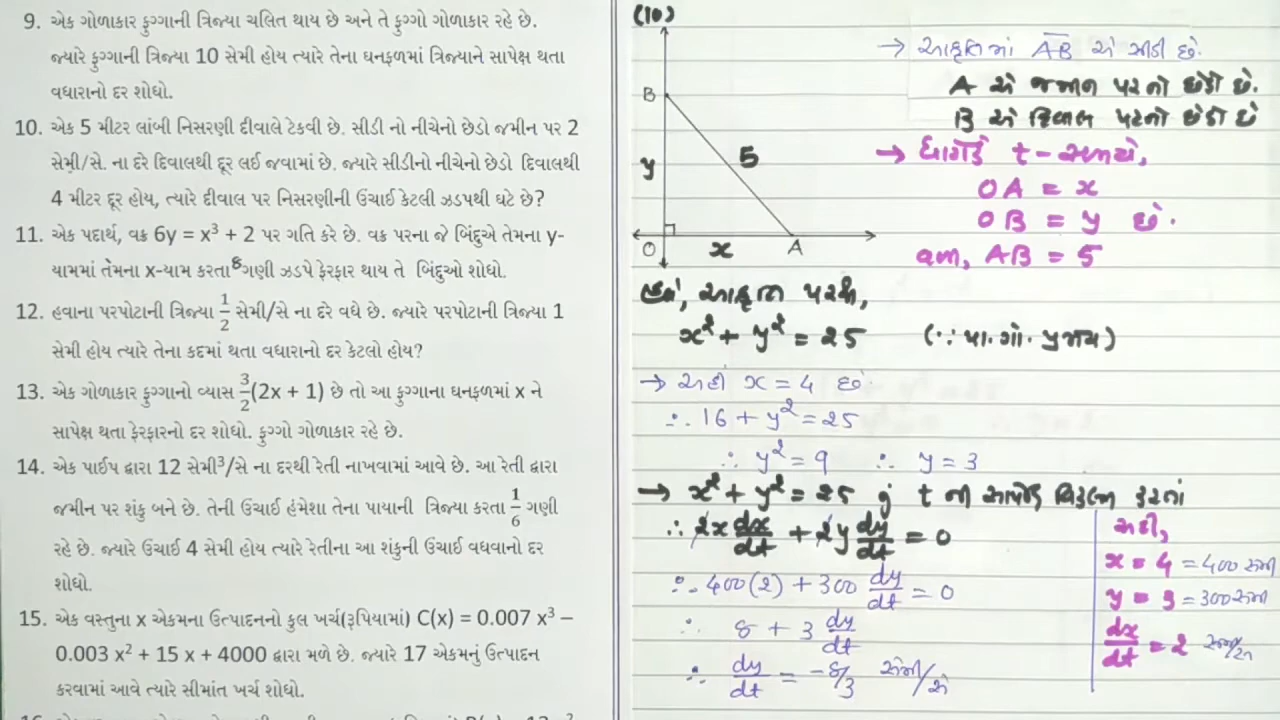 9. એક ગોળાકાર ફુગ્ગાની ત્રિજ્યા ચલિત થાય છે અને તે ફુગ્ગો ગોળાકાર રહે છે.
જ્યારે ફુગ્ગાની ત્રિજ્યા 10 સેમી હોય ત્યારે તેના ઘનફળમાં ત્રિજ્યાને સાપેક્ષ થતા
વધારાનો દર શોધો.
10. એક 5 મીટર લાંબી નિસરણી દીવાલે ટેકવી છે. સીડી નો નીચેનો છેડો જમીન પર 2
સેમી/સે. ના દરે દિવાલથી દૂર લઈ જવામાં છે. જ્યારે સીડીનો નીચેનો છેડો દિવાલથી
4 મીટર દૂર હોય, ત્યારે દીવાલ પર નિસરણીની ઉંચાઈ કેટલી ઝડપથી ઘટે છે?
11. એક પદાર્થ, વક્ર 6y = x³ + 2 પર ગતિ કરે છે. વક્ર પરના જે બિંદુએ તેમના y-
યામમાં તેમના x-યામ કરતા 8 ગણી ઝડપે ફેરફાર થાય તે બિંદુઓ શોધો.
12. હવાના પરપોટાની ત્રિજ્યા 1/2 સેમી/સે ના દરે વધે છે. જ્યારે પરપોટાની ત્રિજ્યા 1
સેમી હોય ત્યારે તેના કદમાં થતા વધારાનો દર કેટલો હોય?
13. એક ગોળાકાર ફુગ્ગાનો વ્યાસ 3/2(2x + 1) છે તો આ ફુગ્ગાના ઘનફળમાં x ને
સાપેક્ષ થતા ફેરફારનો દર શોધો. ફુગ્ગો ગોળાકાર રહે છે.
14. એક પાઈપ દ્વારા 12 સેમી³/સે ના દરથી રેતી નાખવામાં આવે છે. આ રેતી દ્વારા
જમીન પર શંકુ બને છે. તેની ઉંચાઈ હંમેશા તેના પાયાની ત્રિજ્યા કરતા 1/6 ગણી
રહે છે. જ્યારે ઉંચાઈ 4 સેમી હોય ત્યારે રેતીના આ શંકુની ઉંચાઈ વધવાનો દર
શોધો.
15. એક વસ્તુના x એકમના ઉત્પાદનનો કુલ ખર્ચ(રૂપિયામાં) C(x) = 0.007 x³ –
0.003 x² + 15 x + 4000 દ્વારા મળે છે. જ્યારે 17 એકમનું ઉત્પાદન
કરવામાં આવે ત્યારે સીમાંત ખર્ચ શોધો.
(10)
B
y
5
O
x
A
→ આકૃતિમાં AB એ સીડી છે.
A એ જમીન પરનો છેડો છે.
B એ દિવાલ પરનો છેડો છે
→ ધારોકે t - સમયે,
OA = x
OB = y છે.
તથા, AB = 5
હવે, આકૃતિ પરથી,
x² + y² = 25 (∵ પા.ગો. પ્રમેય)
→ અહીં x = 4 છે
∴ 16 + y² = 25
∴ y² = 9 ∴ y = 3
→ x² + y² = 25 નું t ની સાપેક્ષે વિકલન કરતાં
∴ 2x dx/dt + 2y dy/dt = 0
∴ 400(2) + 300 dy/dt = 0
∴ 8 + 3 dy/dt
∴ dy/dt = -8/3 સેમી/સે
અહી,
x = 4 = 400 સેમી
y = 3 = 300 સેમી
dx/dt = 2 સેમી/સે